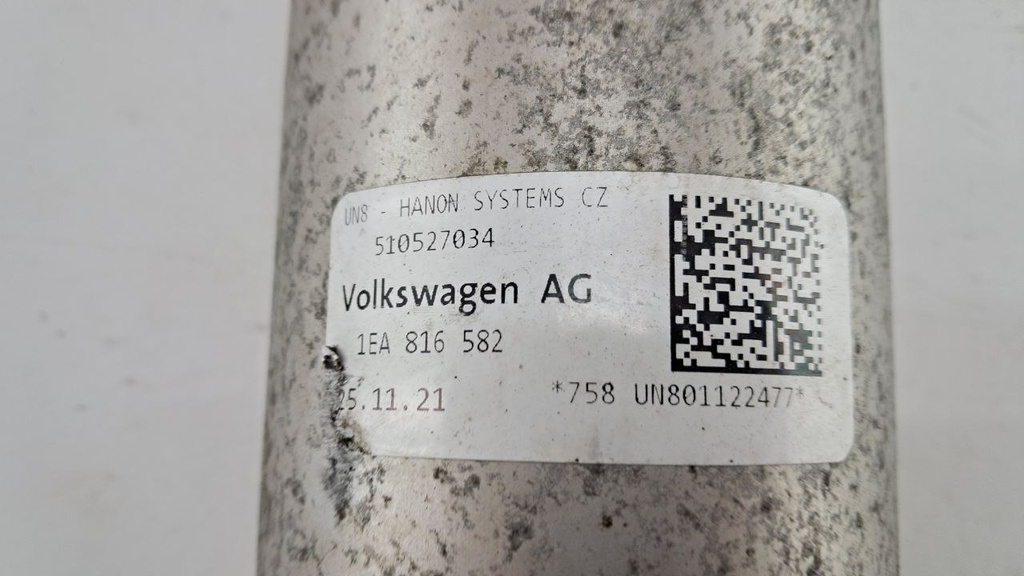 UN8 - HANON SYSTEMS CZ
510527034
Volkswagen AG
1EA 816 582
25.11.21
*758 UN801122477*